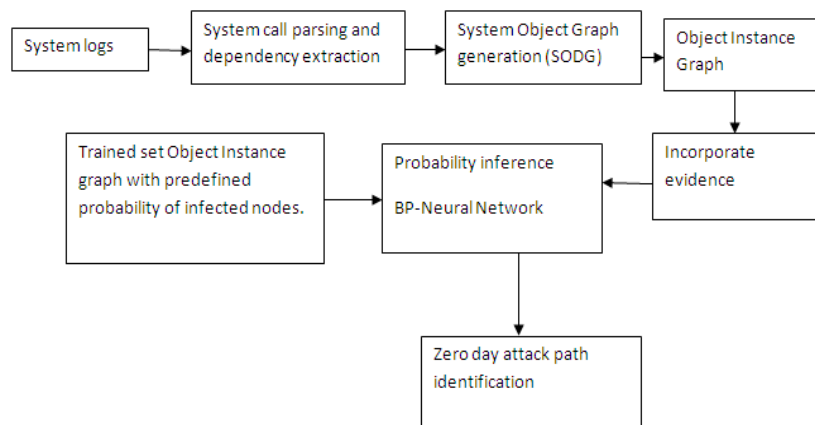 System logs
System call parsing and
dependency extraction
System Object Graph
generation (SODG)
Object Instance
Graph
Trained set Object Instance
graph with predefined
probability of infected nodes.
Probability inference
BP-Neural Network
Incorporate
evidence
Zero day attack path
identification